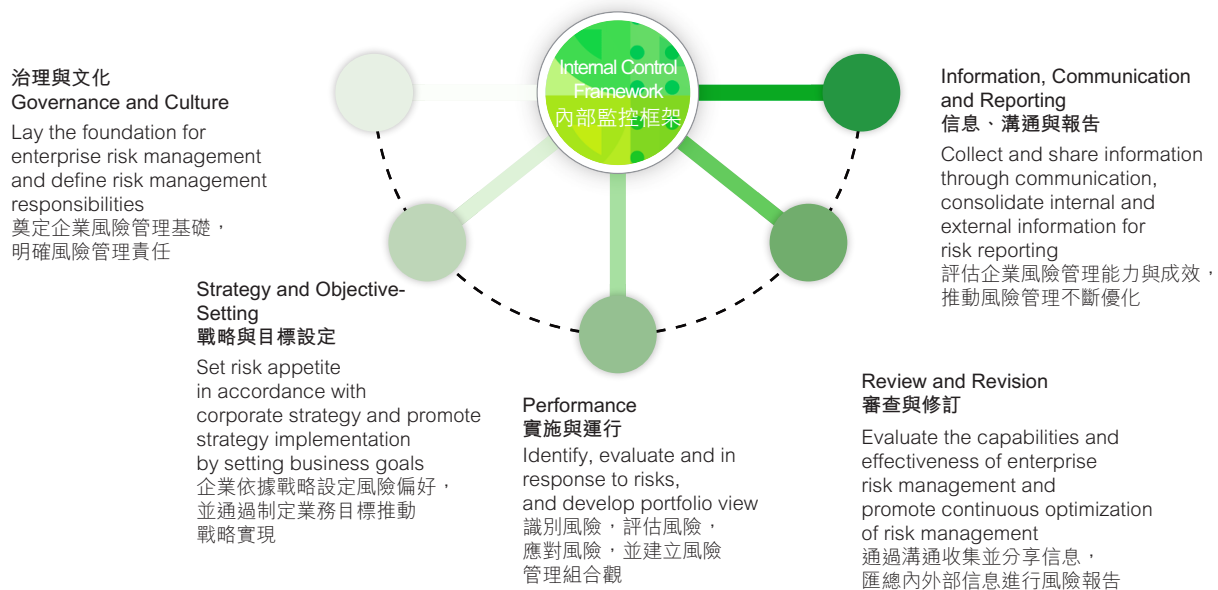 Internal Control
Framework
內部監控框架
治理與文化
Governance and Culture
Lay the foundation for
enterprise risk management
and define risk management
responsibilities
奠定企業風險管理基礎，
明確風險管理責任
Strategy and Objective-
Setting
戰略與目標設定
Set risk appetite
in accordance with
corporate strategy and promote
strategy implementation
by setting business goals
企業依據戰略設定風險偏好，
並通過制定業務目標推動
戰略實現
Performance
實施與運行
Identify, evaluate and in
response to risks,
and develop portfolio view
識別風險，評估風險，
應對風險，並建立風險
管理組合觀
Review and Revision
審查與修訂
Evaluate the capabilities and
effectiveness of enterprise
risk management and
promote continuous optimization
of risk management
通過溝通收集並分享信息，
匯總內外部信息進行風險報告
Information, Communication
and Reporting
信息、溝通與報告
Collect and share information
through communication,
consolidate internal and
external information for
risk reporting
評估企業風險管理能力與成效，
推動風險管理不斷優化